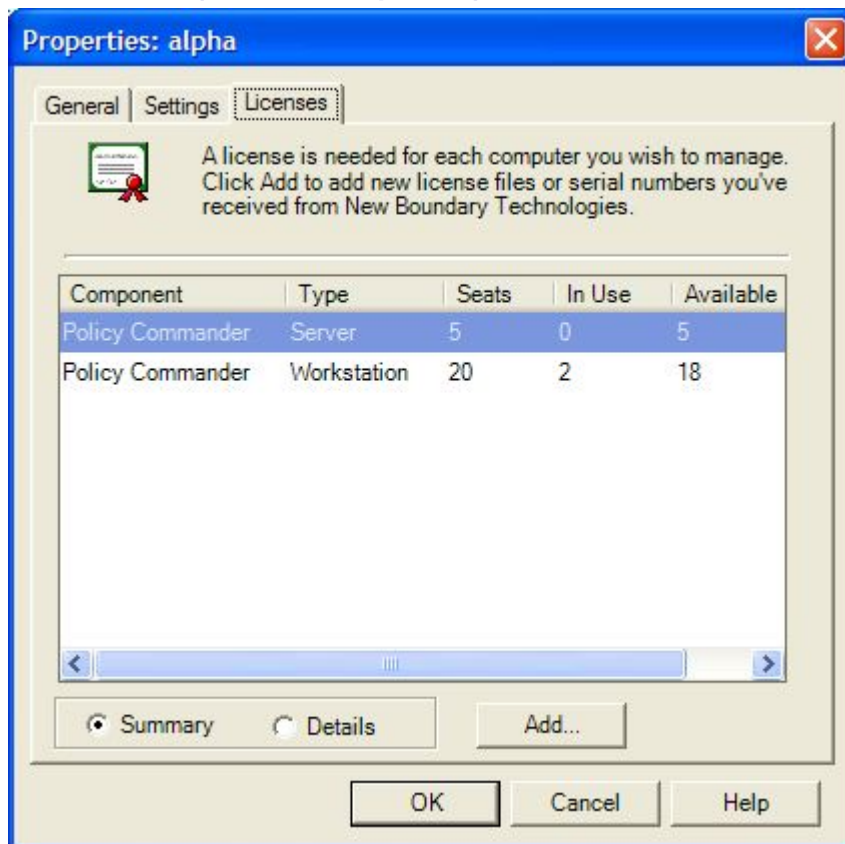 Properties: alpha
General Settings Licenses
A license is needed for each computer you wish to manage.
Click Add to add new license files or serial numbers you've
received from New Boundary Technologies.
Component Type Seats In Use Available
Policy Commander Server 5 0 5
Policy Commander Workstation 20 2 18
Summary Details Add...
OK Cancel Help